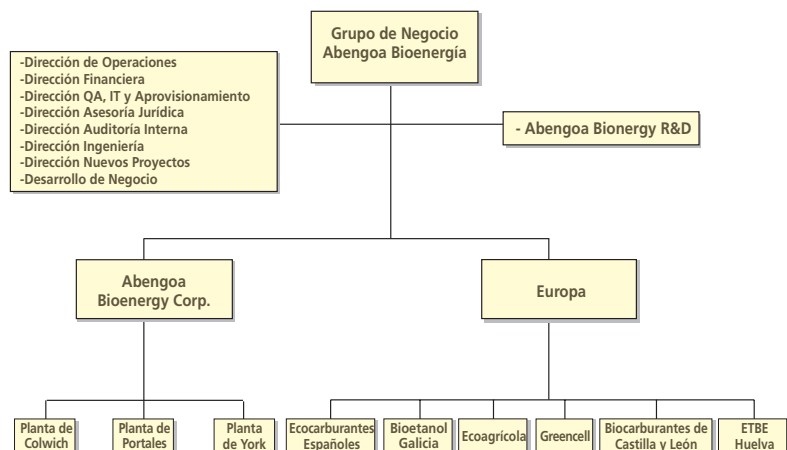 Grupo de Negocio
Abengoa Bioenergía
-Dirección de Operaciones
-Dirección Financiera
-Dirección QA, IT y Aprovisionamiento
-Dirección Asesoría Jurídica
-Dirección Auditoría Interna
-Dirección Ingeniería
-Dirección Nuevos Proyectos
-Desarrollo de Negocio
- Abengoa Bionergy R&D
Abengoa
Bioenergy Corp.
Europa
Planta de
Colwich
Planta de
Portales
Planta
de York
Ecocarburantes
Españoles
Bioetanol
Galicia
Ecoagrícola
Greencell
Biocarburantes de
Castilla y León
ETBE
Huelva